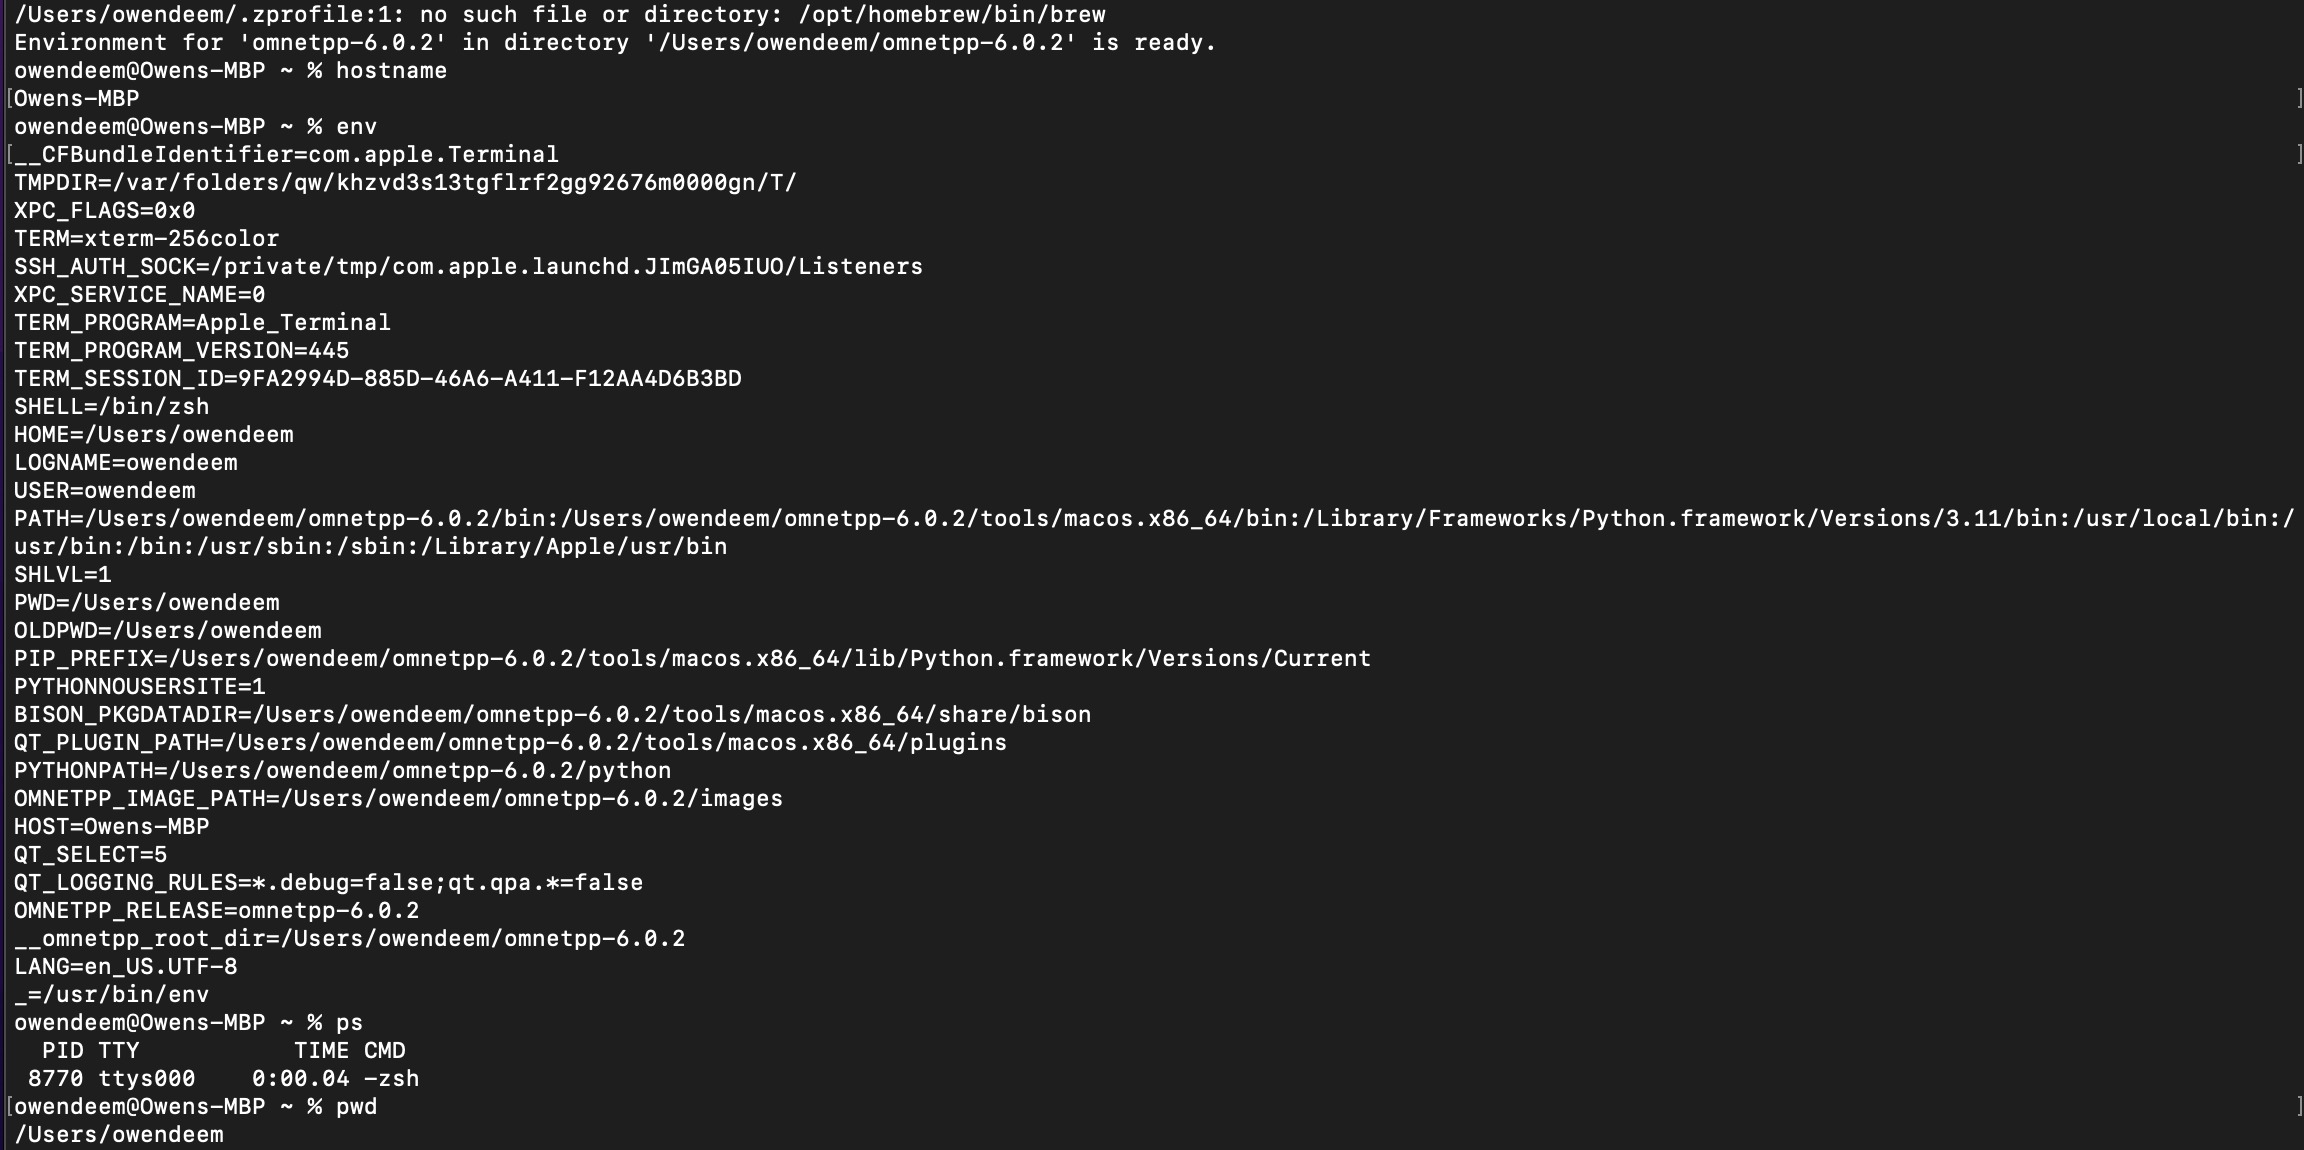 /Users/owendeem/.zprofile:1: no such file or directory: /opt/homebrew/bin/brew
Environment for 'omnetpp-6.0.2' in directory '/Users/owendeem/omnetpp-6.0.2' is ready.
owendeem@Owens-MBP ~ % hostname
[Owens-MBP ]
owendeem@Owens-MBP ~ % env
[__CFBundleIdentifier=com.apple.Terminal ]
TMPDIR=/var/folders/qw/khzvd3s13tgflrf2gg92676m0000gn/T/
XPC_FLAGS=0x0
TERM=xterm-256color
SSH_AUTH_SOCK=/private/tmp/com.apple.launchd.JImGA05IUO/Listeners
XPC_SERVICE_NAME=0
TERM_PROGRAM=Apple_Terminal
TERM_PROGRAM_VERSION=445
TERM_SESSION_ID=9FA2994D-885D-46A6-A411-F12AA4D6B3BD
SHELL=/bin/zsh
HOME=/Users/owendeem
LOGNAME=owendeem
USER=owendeem
PATH=/Users/owendeem/omnetpp-6.0.2/bin:/Users/owendeem/omnetpp-6.0.2/tools/macos.x86_64/bin:/Library/Frameworks/Python.framework/Versions/3.11/bin:/usr/local/bin:/
usr/bin:/bin:/usr/sbin:/sbin:/Library/Apple/usr/bin
SHLVL=1
PWD=/Users/owendeem
OLDPWD=/Users/owendeem
PIP_PREFIX=/Users/owendeem/omnetpp-6.0.2/tools/macos.x86_64/lib/Python.framework/Versions/Current
PYTHONNOUSERSITE=1
BISON_PKGDATADIR=/Users/owendeem/omnetpp-6.0.2/tools/macos.x86_64/share/bison
QT_PLUGIN_PATH=/Users/owendeem/omnetpp-6.0.2/tools/macos.x86_64/plugins
PYTHONPATH=/Users/owendeem/omnetpp-6.0.2/python
OMNETPP_IMAGE_PATH=/Users/owendeem/omnetpp-6.0.2/images
HOST=Owens-MBP
QT_SELECT=5
QT_LOGGING_RULES=*.debug=false;qt.qpa.*=false
OMNETPP_RELEASE=omnetpp-6.0.2
__omnetpp_root_dir=/Users/owendeem/omnetpp-6.0.2
LANG=en_US.UTF-8
_=/usr/bin/env
owendeem@Owens-MBP ~ % ps
  PID TTY           TIME CMD
 8770 ttys000    0:00.04 -zsh
[owendeem@Owens-MBP ~ % pwd ]
/Users/owendeem